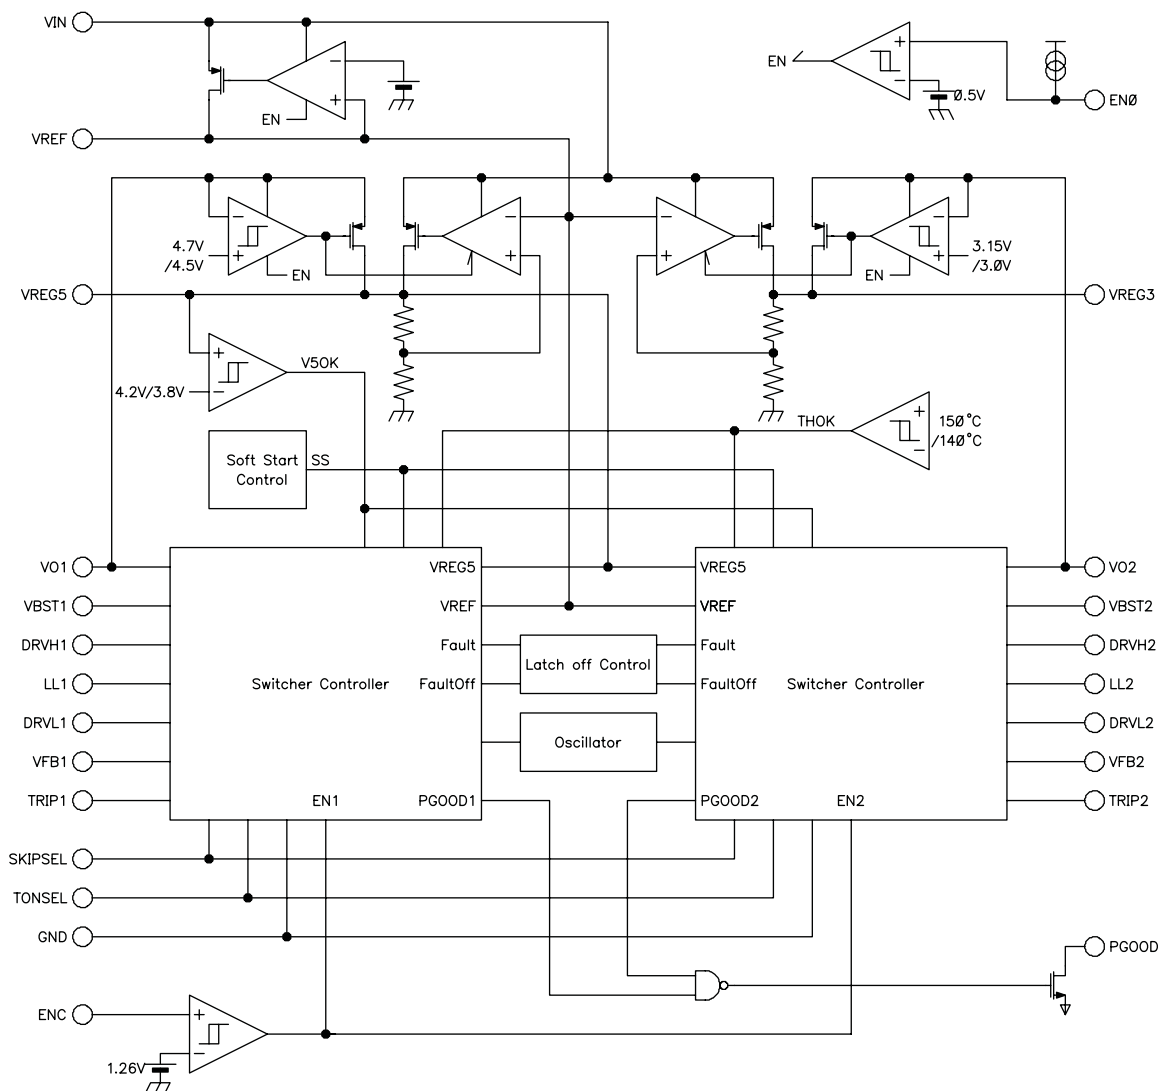 VIN
EN
0.5V
EN0
EN
VREF
4.7V
/4.5V
EN
3.15V
/3.0V
EN
VREG5
VREG3
V5OK
4.2V/3.8V
THOK
150°C
/140°C
Soft Start
Control
SS
VO1
VREG5
VREG5
VO2
VBST1
VREF
VREF
VBST2
DRVH1
Fault
Fault
DRVH2
Latch off Control
LL1
Switcher Controller
FaultOff
FaultOff
Switcher Controller
LL2
DRVL1
DRVL2
Oscillator
VFB1
VFB2
TRIP1
EN1
PGOOD1
PGOOD2
EN2
TRIP2
SKIPSEL
TONSEL
GND
PGOOD
ENC
1.26V